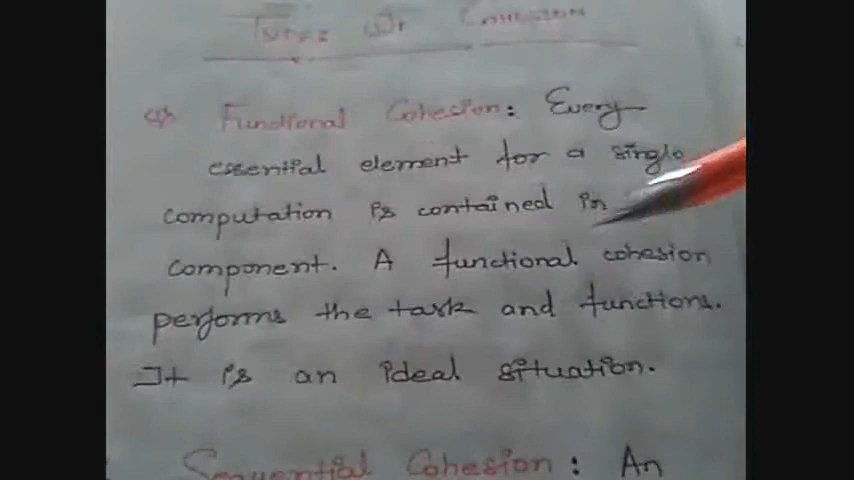 Types Of Cohesion
Functional Cohesion: Every
essential element for a single
computation is contained in
component. A functional cohesion
performs the task and functions.
It is an ideal situation.
Sequential Cohesion: An